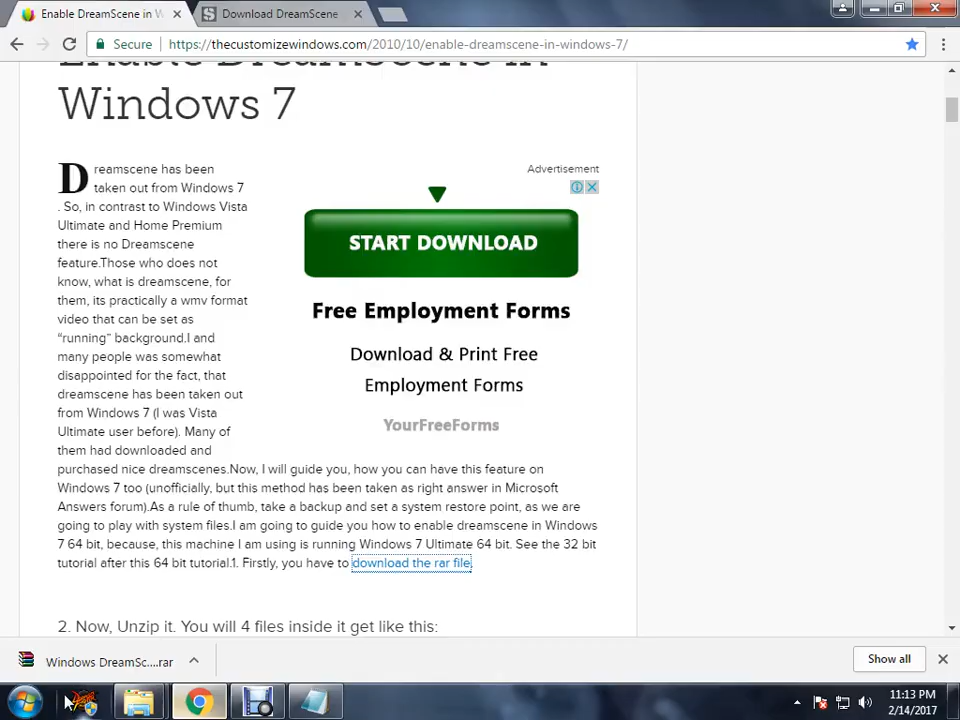 Enable DreamScene in W
Download DreamScene
Secure
https://thecustomizewindows.com/2010/10/enable-dreamscene-in-windows-7/
Enable Dreamscene in
Windows 7
Dreamscene has been
taken out from Windows 7
. So, in contrast to Windows Vista
Ultimate and Home Premium
there is no Dreamscene
feature.Those who does not
know, what is dreamscene, for
them, its practically a wmv format
video that can be set as
“running” background.I and
many people was somewhat
disappointed for the fact, that
dreamscene has been taken out
from Windows 7 (I was Vista
Ultimate user before). Many of
them had downloaded and
purchased nice dreamscenes.Now, I will guide you, how you can have this feature on
Windows 7 too (unofficially, but this method has been taken as right answer in Microsoft
Answers forum).As a rule of thumb, take a backup and set a system restore point, as we are
going to play with system files.I am going to guide you how to enable dreamscene in Windows
7 64 bit, because, this machine I am using is running Windows 7 Ultimate 64 bit. See the 32 bit
tutorial after this 64 bit tutorial.1. Firstly, you have to download the rar file.
Advertisement
START DOWNLOAD
Free Employment Forms
Download & Print Free
Employment Forms
YourFreeForms
2. Now, Unzip it. You will 4 files inside it get like this:
Windows DreamSc....rar
Show all
11:13 PM
2/14/2017